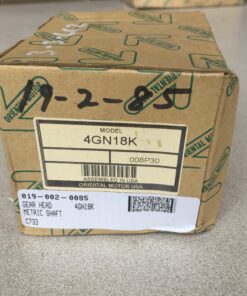 19-2-85
MODEL
4GN18K
008P30
ASSEMBLED IN USA
ORIENTAL MOTOR USA
019-002-0085
GEAR HEAD 4GN18K
METRIC SHAFT
C733